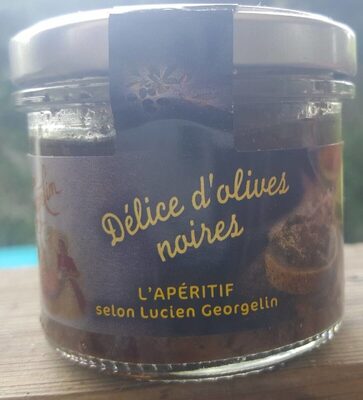 Délice d'olives
noires
L'APÉRITIF
selon Lucien Georgelin